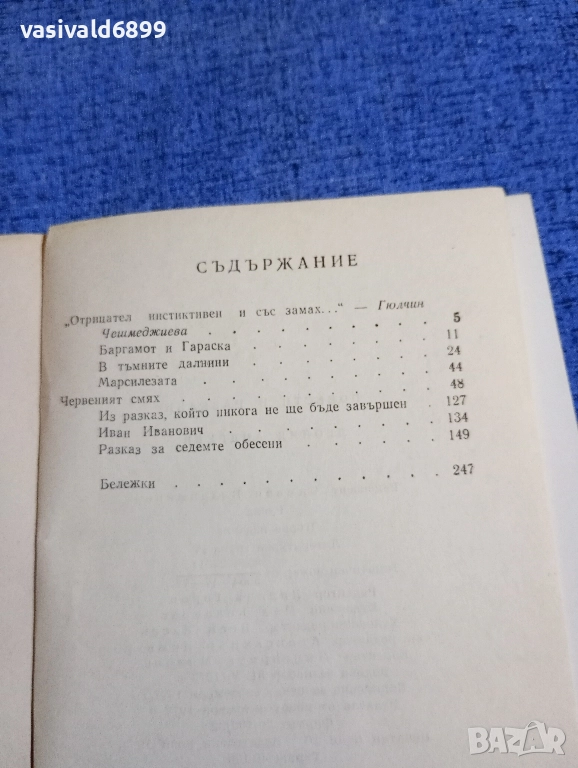 vasivald6899
СЪДЪРЖАНИЕ
„Отрицател инстиктивен и със замах...“ — Гюлчин
Чешмеджиева . . . . . . . . . 5
Баргамот и Гараска . . . . . . . . 11
В тъмните далнини . . . . . . . . 24
Марсилезата . . . . . . . . . 44
Червеният смях . . . . . . . . . . 48
Из разказ, който никога не ще бъде завършен . 127
Иван Иванович . . . . . . . . . 134
Разказ за седемте обесени . . . . . . 149
Бележки . . . . . . . . . . 247
BAZAR